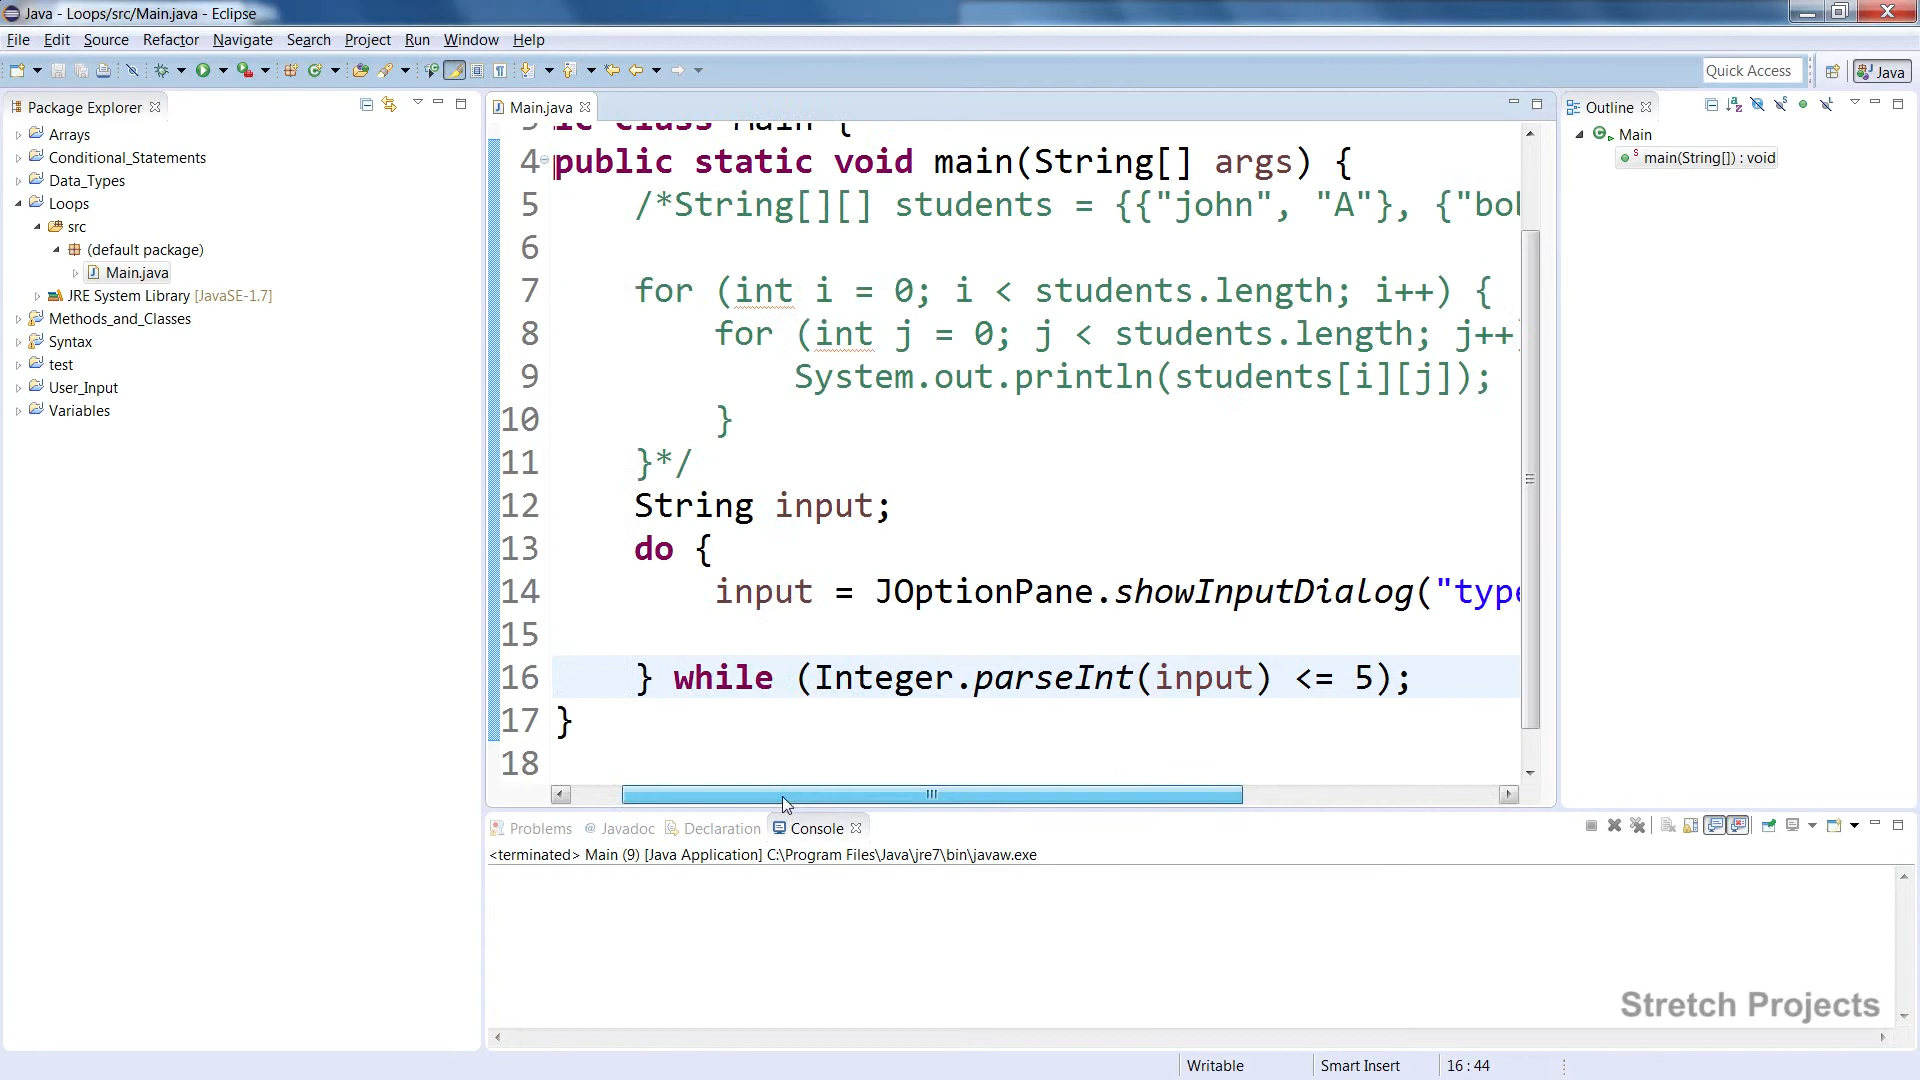 Java - Loops/src/Main.java - Eclipse
File Edit Source Refactor Navigate Search Project Run Window Help
Quick Access
Java
Package Explorer
Arrays
Conditional_Statements
Data_Types
Loops
src
(default package)
Main.java
JRE System Library [JavaSE-1.7]
Methods_and_Classes
Syntax
test
User_Input
Variables
Main.java
3 ic class Main {
4 public static void main(String[] args) {
5 /*String[][] students = {{"john", "A"}, {"bo
6
7 for (int i = 0; i < students.length; i++) {
8 for (int j = 0; j < students.length; j++
9 System.out.println(students[i][j]);
10 }
11 }*/
12 String input;
13 do {
14 input = JOptionPane.showInputDialog("type
15
16 } while (Integer.parseInt(input) <= 5);
17 }
18
Outline
Main
main(String[]) : void
Problems @ Javadoc Declaration Console
<terminated> Main (9) [Java Application] C:\Program Files\Java\jre7\bin\javaw.exe
Stretch Projects
Writable Smart Insert 16 : 44